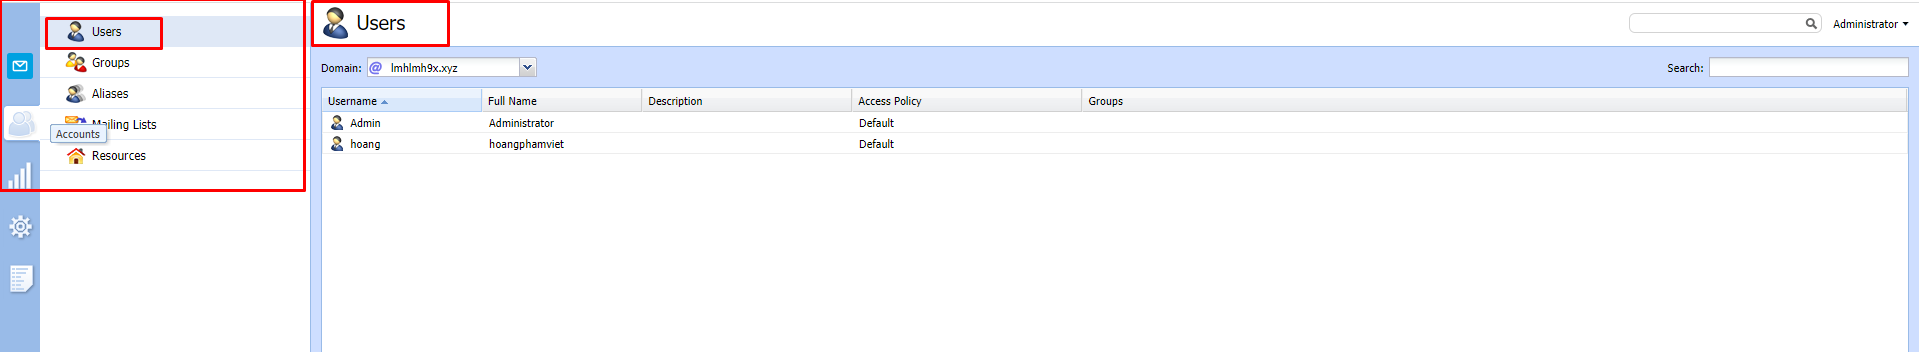 Users
Groups
Aliases
Mailing Lists
Accounts
Resources
Users
Administrator
Domain: @ lmhlmh9x.xyz
Search:
Username Full Name Description Access Policy Groups
Admin Administrator Default
hoang hoangphamviet Default